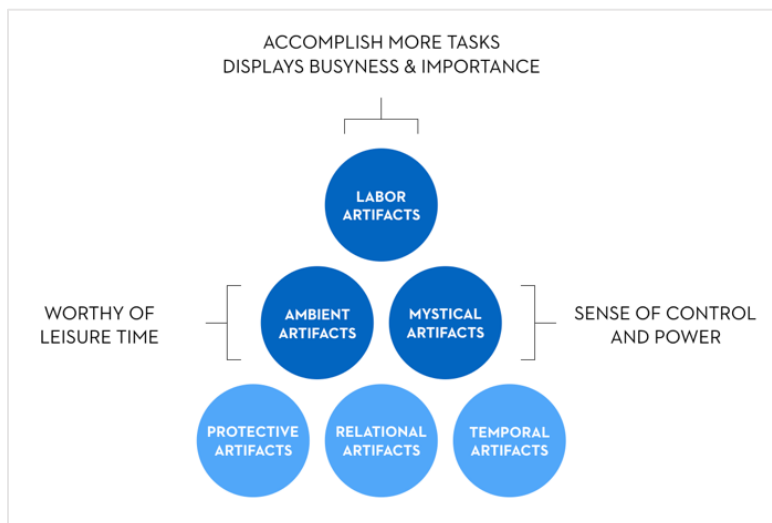 ACCOMPLISH MORE TASKS
DISPLAYS BUSYNESS & IMPORTANCE
LABOR
ARTIFACTS
WORTHY OF
LEISURE TIME
AMBIENT
ARTIFACTS
MYSTICAL
ARTIFACTS
SENSE OF CONTROL
AND POWER
PROTECTIVE
ARTIFACTS
RELATIONAL
ARTIFACTS
TEMPORAL
ARTIFACTS